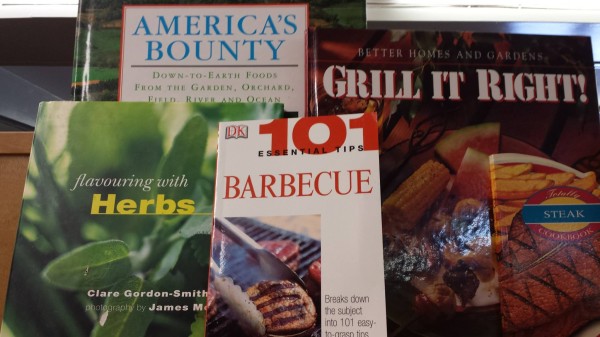 AMERICA'S
BOUNTY
DOWN-TO-EARTH FOODS
FROM THE GARDEN, ORCHARD,
FIELD, RIVER AND OCEAN
BETTER HOMES AND GARDENS
GRILL IT RIGHT!
flavouring with
Herbs
Clare Gordon-Smith
photography by James
DK
101
ESSENTIAL TIPS
BARBECUE
Breaks down
the subject
into 101 easy-
to-grasp tips
Totally
STEAK
COOKBOOK